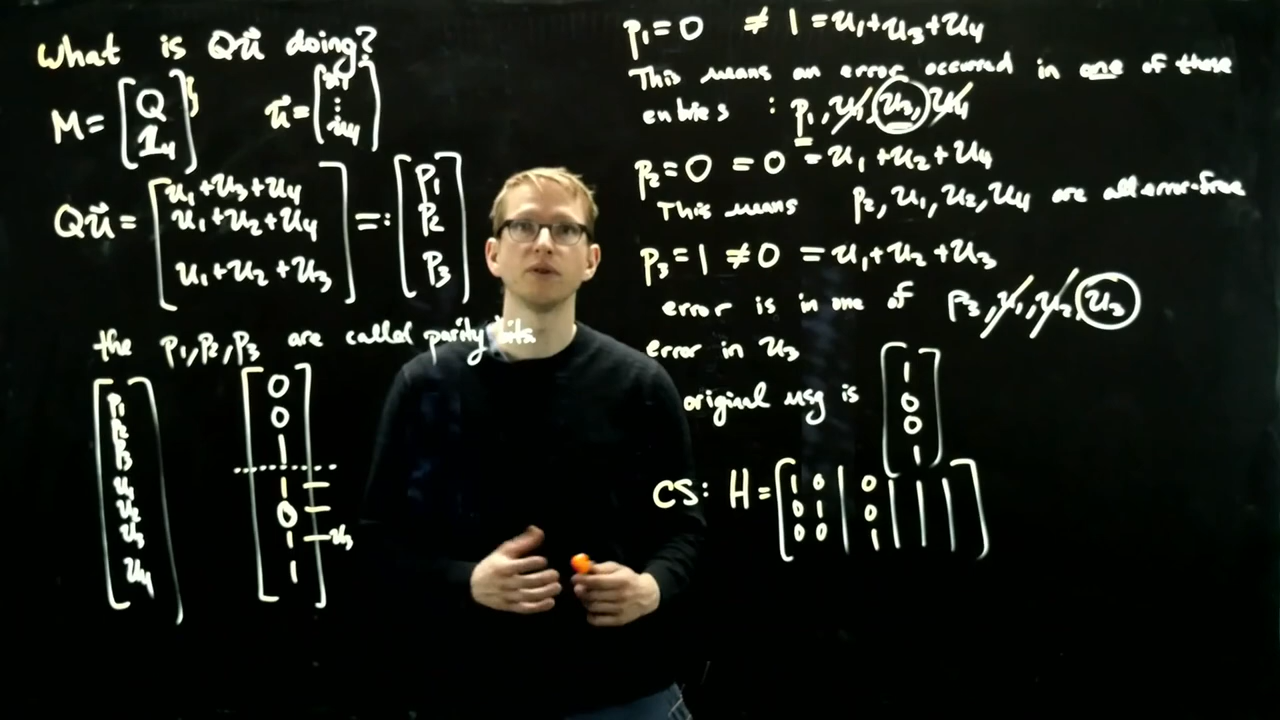 What is Qu⃗ doing?
M = [Q 1₄]
u⃗ = [u₁ ⋮ u₄]
Qu⃗ = [u₁+u₃+u₄
u₁+u₂+u₄
u₁+u₂+u₃] =: [p₁ p₂ p₃]
the p₁, p₂, p₃ are called parity bits
[p₁ p₂ p₃ u₁ u₂ u₃ u₄]
[0 0 1 1 0 1 1]
u₃
p₁ = 0 ≠ 1 = u₁+u₃+u₄
This means an error occurred in one of these
entries : p₁, u₁, u₃, u₄
p₂ = 0 = 0 = u₁+u₂+u₄
This means p₂, u₁, u₂, u₄ are all error-free
p₃ = 1 ≠ 0 = u₁+u₂+u₃
error is in one of p₃, u₁, u₂, u₃
error in u₃
original msg is [1 0 0 1]
CS: H = [1 0 | 0 | | |
0 1 | 0
0 0 | 1]